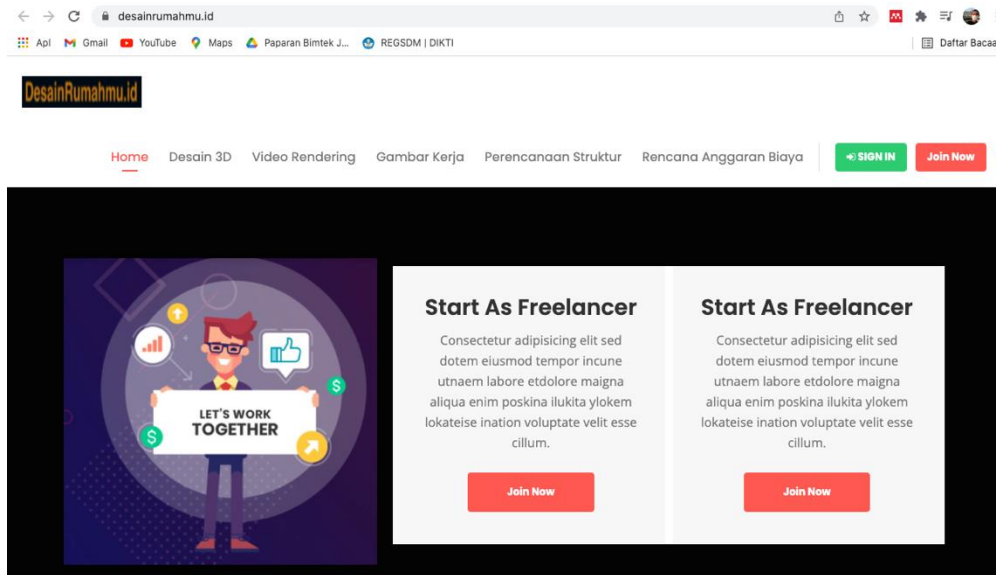 desainrumahmu.id
Apl Gmail YouTube Maps Paparan Bimtek J... REGSDM | DIKTI Daftar Bacaa
DesainRumahmu.id
Home Desain 3D Video Rendering Gambar Kerja Perencanaan Struktur Rencana Anggaran Biaya SIGN IN Join Now
LET'S WORK
TOGETHER
$
$
Start As Freelancer
Consectetur adipisicing elit sed
dotem eiusmod tempor incune
utnaem labore etdolore maigna
aliqua enim poskina ilukita ylokem
lokateise ination voluptate velit esse
cillum.
Join Now
Start As Freelancer
Consectetur adipisicing elit sed
dotem eiusmod tempor incune
utnaem labore etdolore maigna
aliqua enim poskina ilukita ylokem
lokateise ination voluptate velit esse
cillum.
Join Now